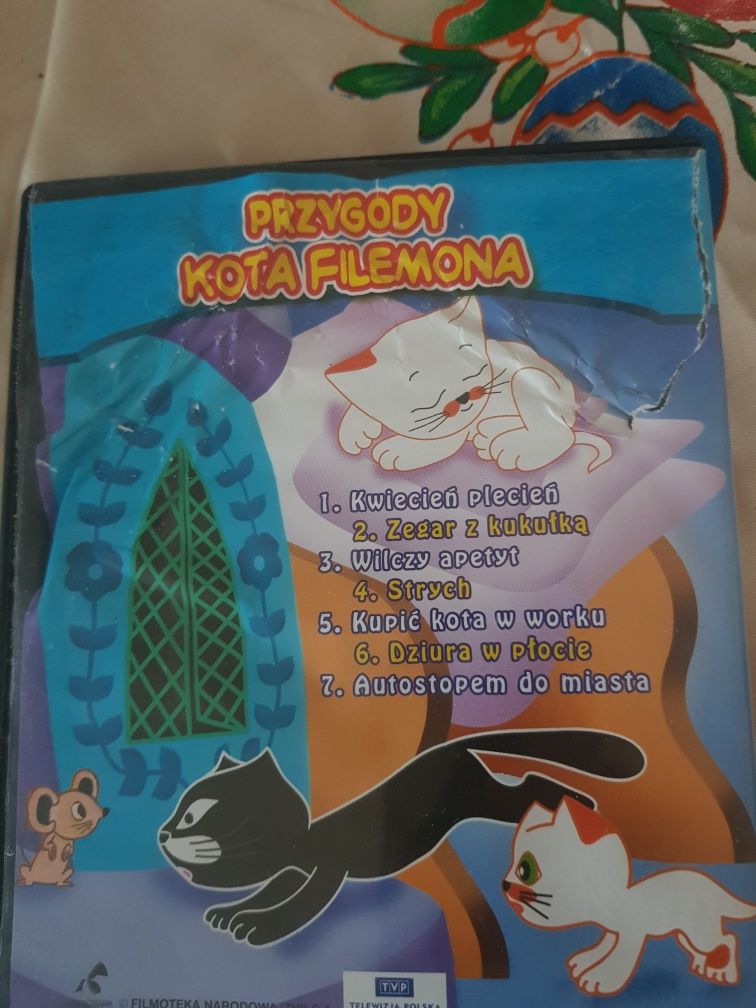 PRZYGODY
KOTA FILEMONA
1. Kwiecień plecień
2. Zegar z kukułką
3. Wilczy apetyt
4. Strych
5. Kupić kota w worku
6. Dziura w płocie
7. Autostopem do miasta
© FILMOTEKA NARODOWA / TVP S.A.
TVP
TELEWIZJA POLSKA